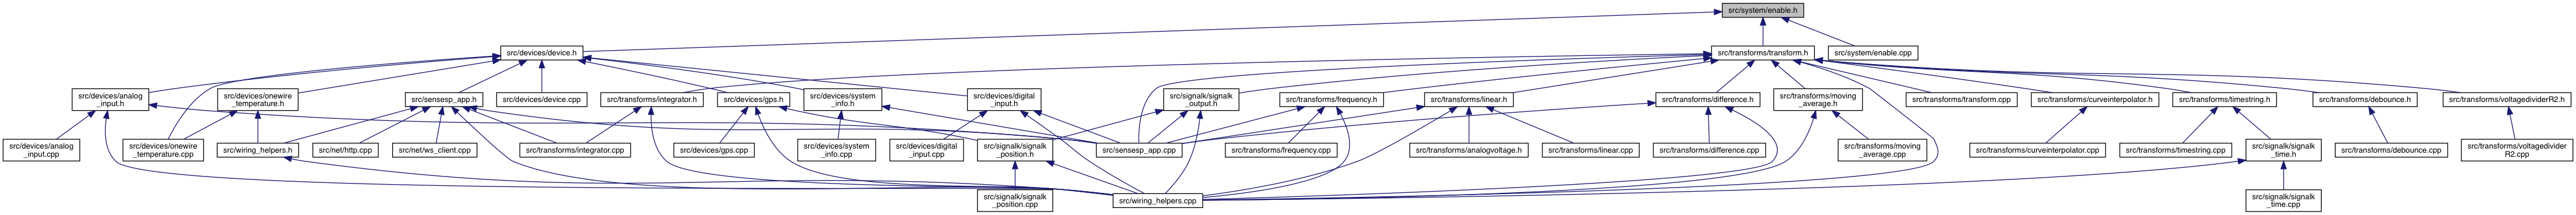 src/system/enable.h
src/devices/device.h
src/transforms/transform.h
src/system/enable.cpp
src/devices/analog
_input.h
src/devices/onewire
_temperature.h
src/sensesp_app.h
src/devices/device.cpp
src/transforms/integrator.h
src/devices/gps.h
src/devices/system
_info.h
src/devices/digital
_input.h
src/signalk/signalk
_output.h
src/transforms/frequency.h
src/transforms/linear.h
src/transforms/difference.h
src/transforms/moving
_average.h
src/transforms/transform.cpp
src/transforms/curveinterpolator.h
src/transforms/timestring.h
src/transforms/debounce.h
src/transforms/voltagedividerR2.h
src/devices/analog
_input.cpp
src/devices/onewire
_temperature.cpp
src/wiring_helpers.h
src/net/http.cpp
src/net/ws_client.cpp
src/transforms/integrator.cpp
src/devices/gps.cpp
src/devices/system
_info.cpp
src/devices/digital
_input.cpp
src/signalk/signalk
_position.h
src/sensesp_app.cpp
src/transforms/frequency.cpp
src/transforms/analogvoltage.h
src/transforms/linear.cpp
src/transforms/difference.cpp
src/transforms/moving
_average.cpp
src/transforms/curveinterpolator.cpp
src/transforms/timestring.cpp
src/signalk/signalk
_time.h
src/transforms/debounce.cpp
src/transforms/voltagedivider
R2.cpp
src/signalk/signalk
_position.cpp
src/wiring_helpers.cpp
src/signalk/signalk
_time.cpp